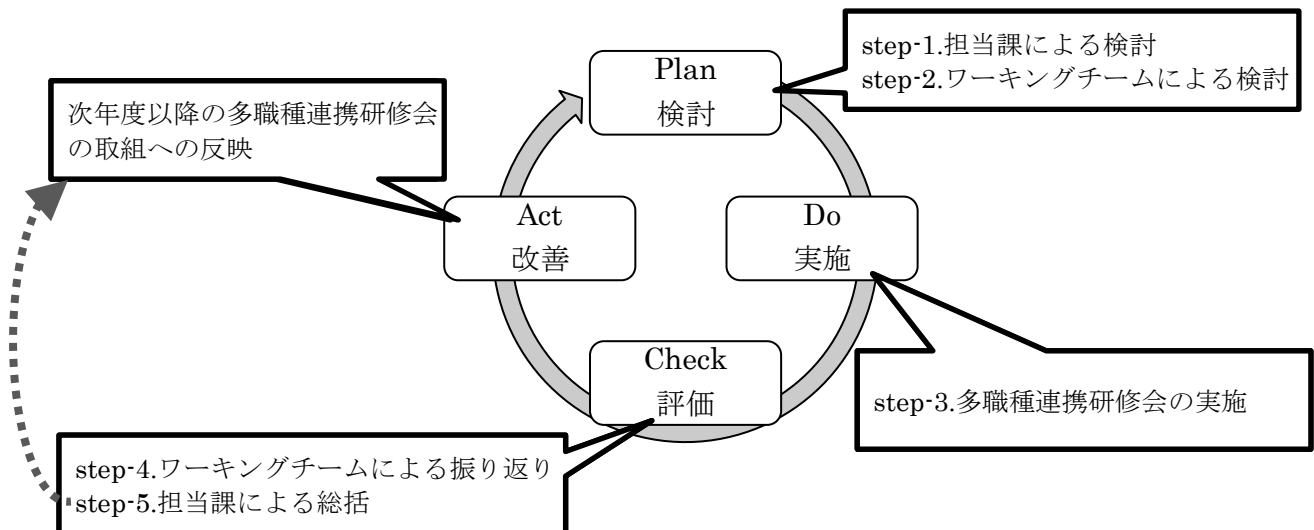 step-1.担当課による検討
step-2.ワーキングチームによる検討
Plan
検討
次年度以降の多職種連携研修会
の取組への反映
Act
改善
Do
実施
Check
評価
step-3.多職種連携研修会の実施
step-4.ワーキングチームによる振り返り
step-5.担当課による総括